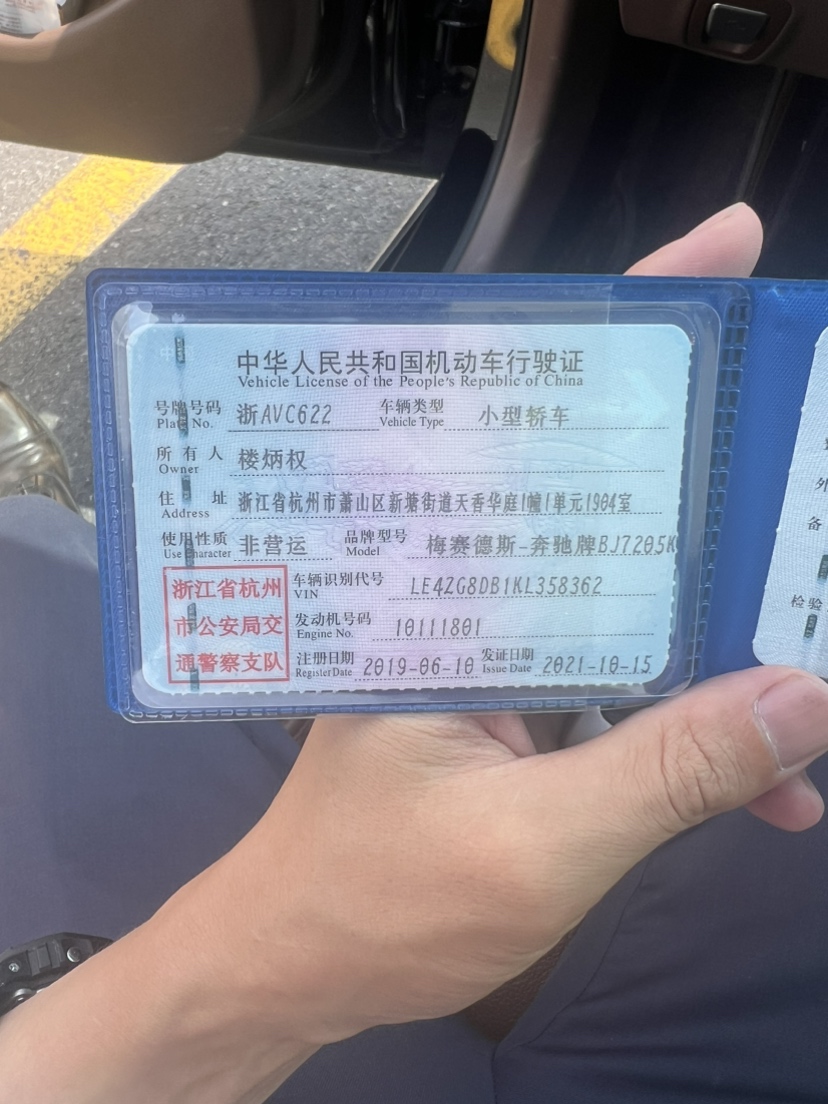 中华人民共和国机动车行驶证
Vehicle License of the People's Republic of China
号牌号码 浙AVC622 车辆类型 小型轿车
Plate No. Vehicle Type
所有人 楼炳权
Owner
住址 浙江省杭州市萧山区新塘街道天香华庭1幢1单元1904室
Address
使用性质 非营运 品牌型号 梅赛德斯-奔驰牌BJ7205K
Use Character Model
浙江省杭州 车辆识别代号 LE4ZG8DB1KL358362
VIN
市公安局交 发动机号码 10111801
Engine No.
通警察支队 注册日期 2019-06-10 发证日期 2021-10-15
Register Date Issue Date
外
备
检验